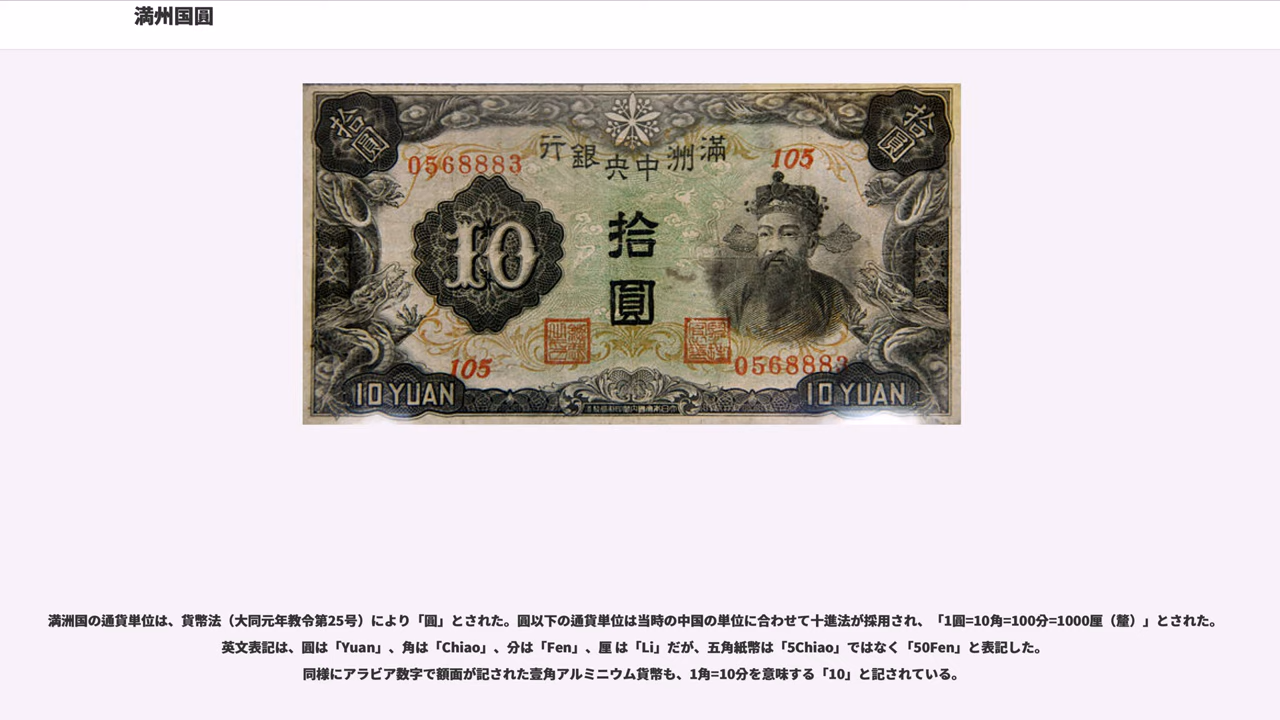 満州国圓
拾圓
拾圓
行銀央中洲滿
0568883
105
10
拾
圓
105
0568883
10 YUAN
10 YUAN
満洲国の通貨単位は、貨幣法（大同元年教令第25号）により「圓」とされた。圓以下の通貨単位は当時の中国の単位に合わせて十進法が採用され、「1圓=10角=100分=1000厘（釐）」とされた。
英文表記は、圓は「Yuan」、角は「Chiao」、分は「Fen」、厘 は「Li」だが、五角紙幣は「5Chiao」ではなく「50Fen」と表記した。
同様にアラビア数字で額面が記された壹角アルミニウム貨幣も、1角=10分を意味する「10」と記されている。